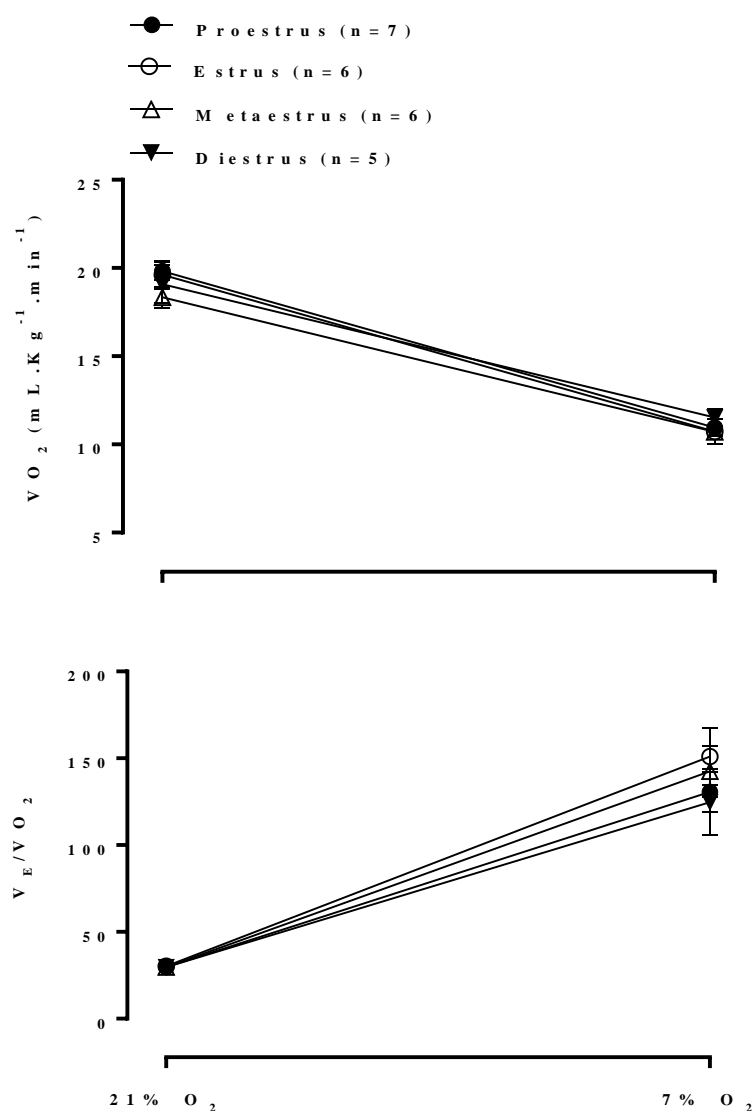 Proestrus (n = 7)
Estrus (n = 6)
Metaestrus (n = 6)
Diestrus (n = 5)
25
20
15
10
5
VO₂ (mL.Kg⁻¹.min⁻¹)
200
150
100
50
0
V_E/VO₂
21% O₂ 7% O₂